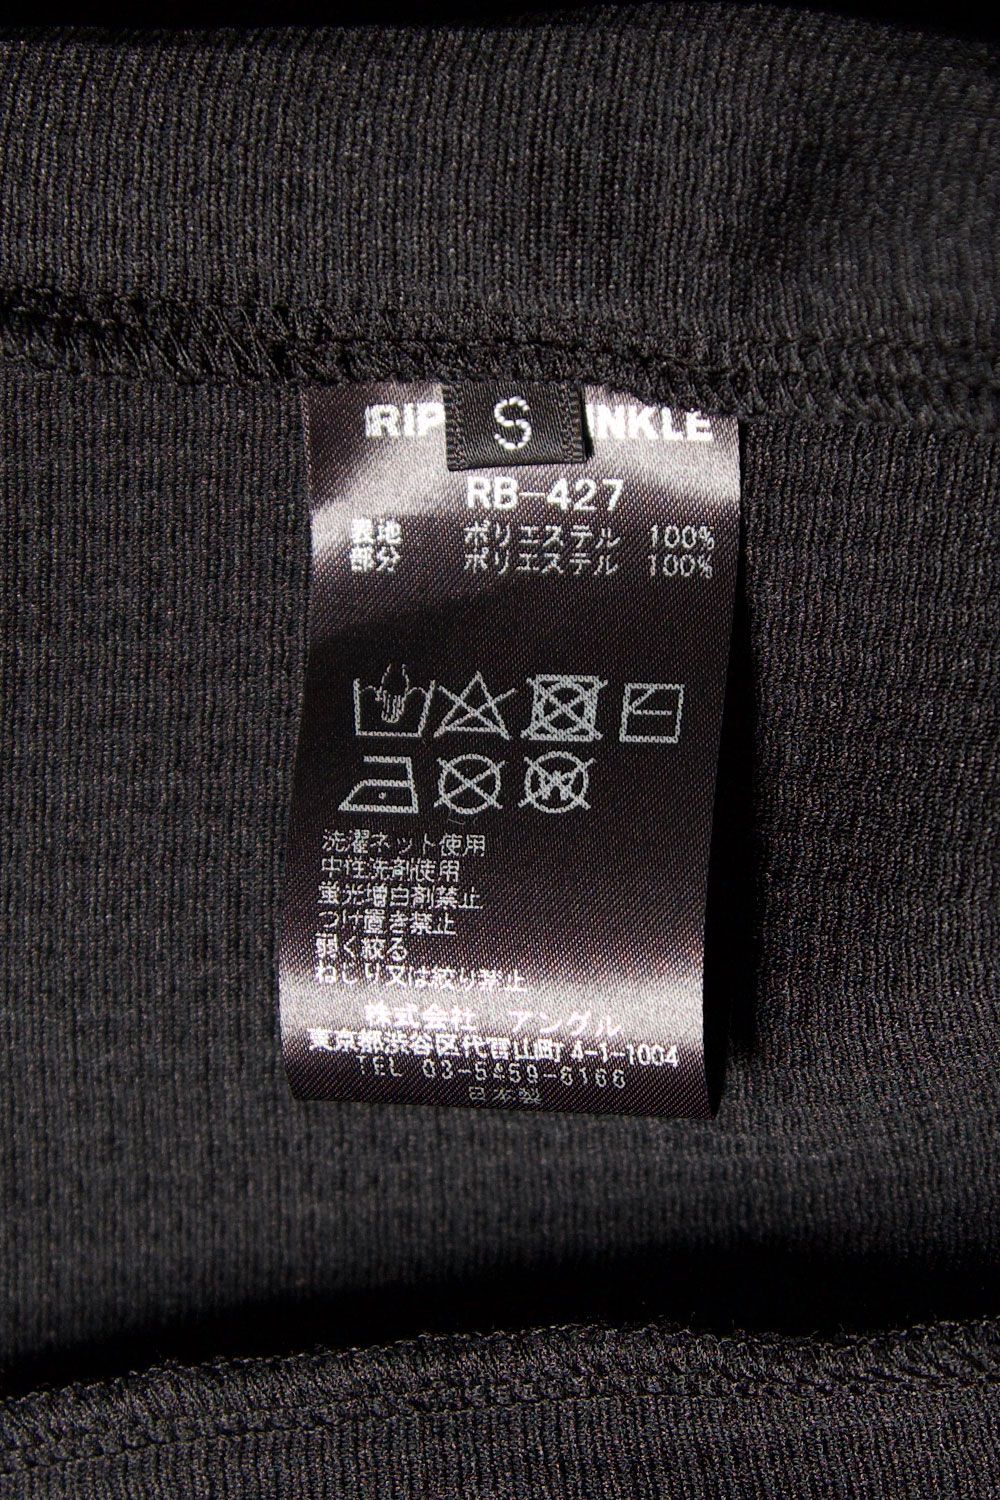 RIP S INKLE
RB-427
表地 ポリエステル 100%
部分 ポリエステル 100%
W
洗濯ネット使用
中性洗剤使用
蛍光増白剤禁止
つけ置き禁止
弱く絞る
ねじり又は絞り禁止
株式会社 アングル
東京都渋谷区代官山町 4-1-1004
TEL 03-5459-6166
日本製